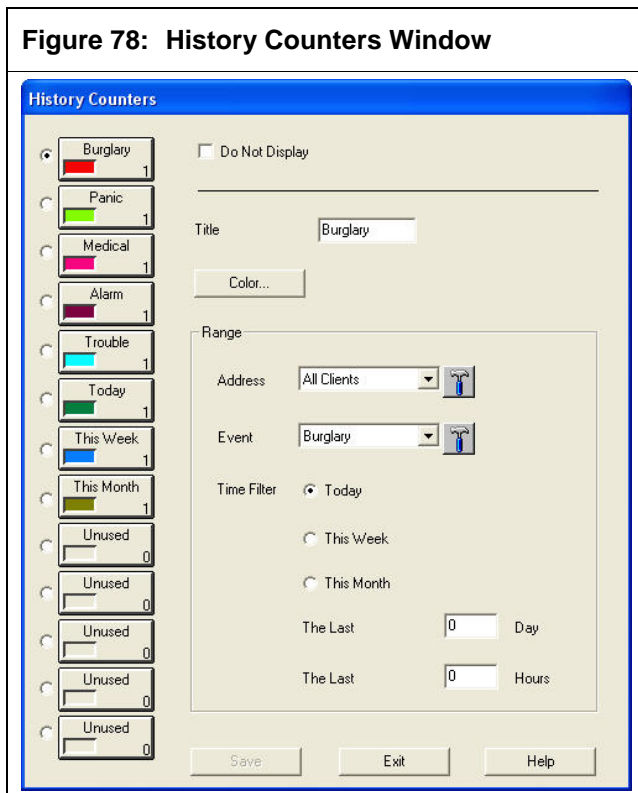 Figure 78: History Counters Window
History Counters
Burglary
1
Panic
1
Medical
1
Alarm
1
Trouble
1
Today
1
This Week
1
This Month
1
Unused
0
Unused
0
Unused
0
Unused
0
Unused
0
Do Not Display
Title Burglary
Color...
Range
Address All Clients
Event Burglary
Time Filter Today
This Week
This Month
The Last 0 Day
The Last 0 Hours
Save Exit Help